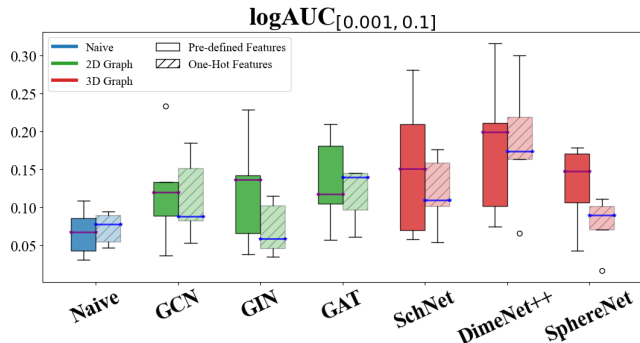 logAUC[0.001, 0.1]
Naive
2D Graph
3D Graph
Pre-defined Features
One-Hot Features
0.30
0.25
0.20
0.15
0.10
0.05
Naive
GCN
GIN
GAT
SchNet
DimeNet++
SphereNet